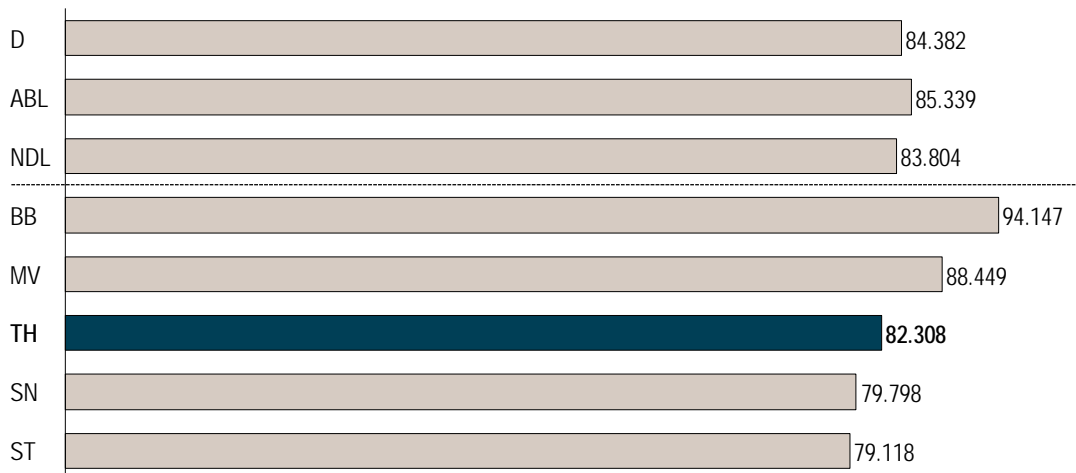 D 84.382
ABL 85.339
NDL 83.804
BB 94.147
MV 88.449
TH 82.308
SN 79.798
ST 79.118